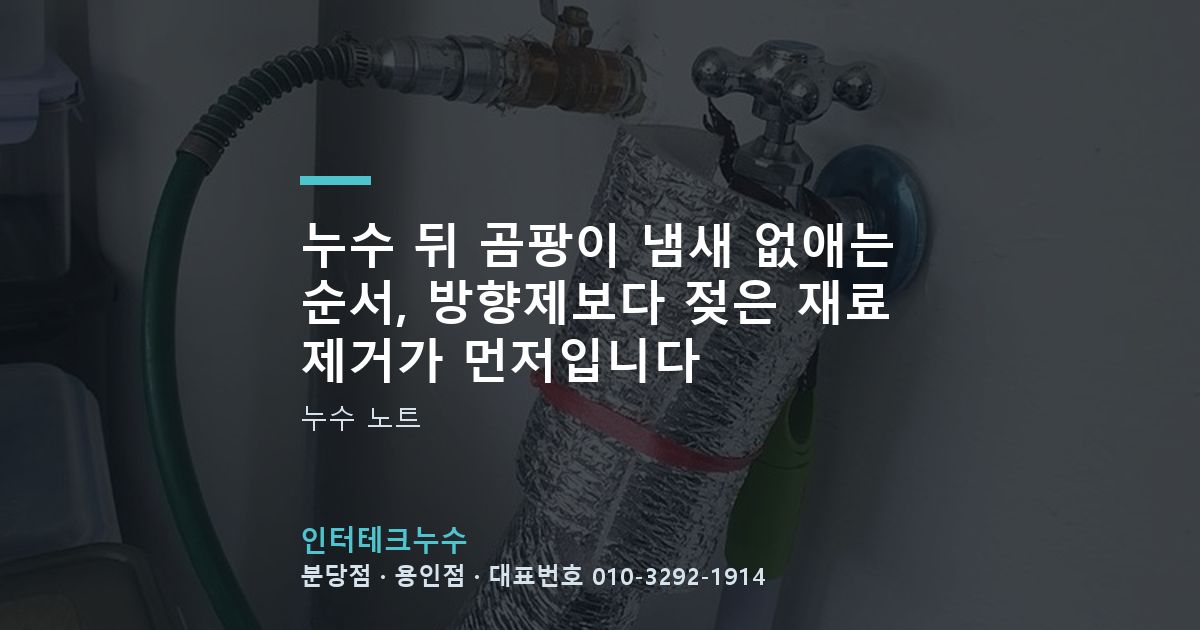 누수 뒤 곰팡이 냄새 없애는
순서, 방향제보다 젖은 재료
제거가 먼저입니다
누수 노트
인터테크누수
분당점 · 용인점 · 대표번호 010-3292-1914